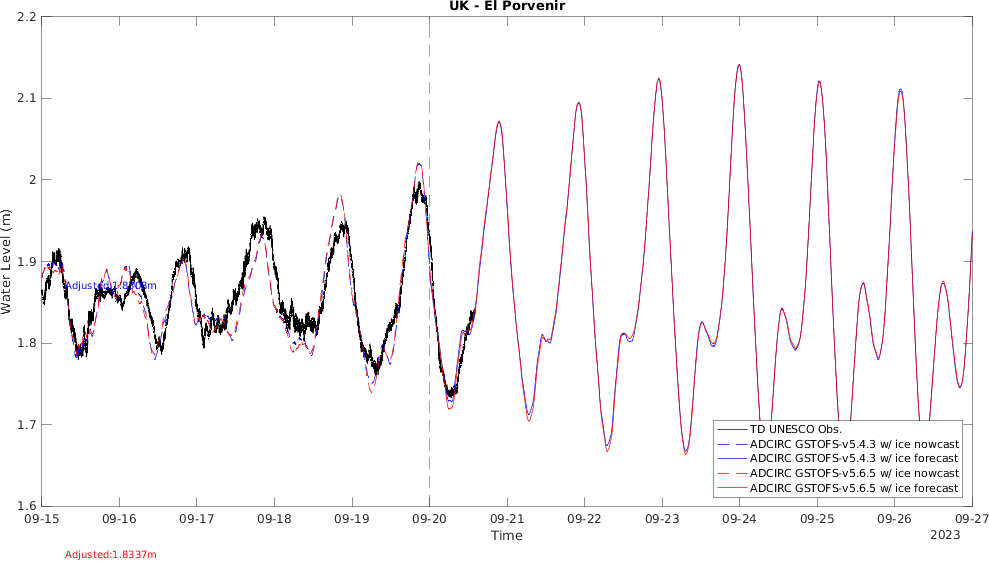 UK - El Porvenir
2.2
2.1
2
1.9
1.8
1.7
1.6
Water Level (m)
TD UNESCO Obs.
ADCIRC GSTOFS-v5.4.3 w/ ice nowcast
ADCIRC GSTOFS-v5.4.3 w/ ice forecast
ADCIRC GSTOFS-v5.6.5 w/ ice nowcast
ADCIRC GSTOFS-v5.6.5 w/ ice forecast
09-15 09-16 09-17 09-18 09-19 09-20 09-21 09-22 09-23 09-24 09-25 09-26 09-27
Time
2023
Adjusted:1.8337m